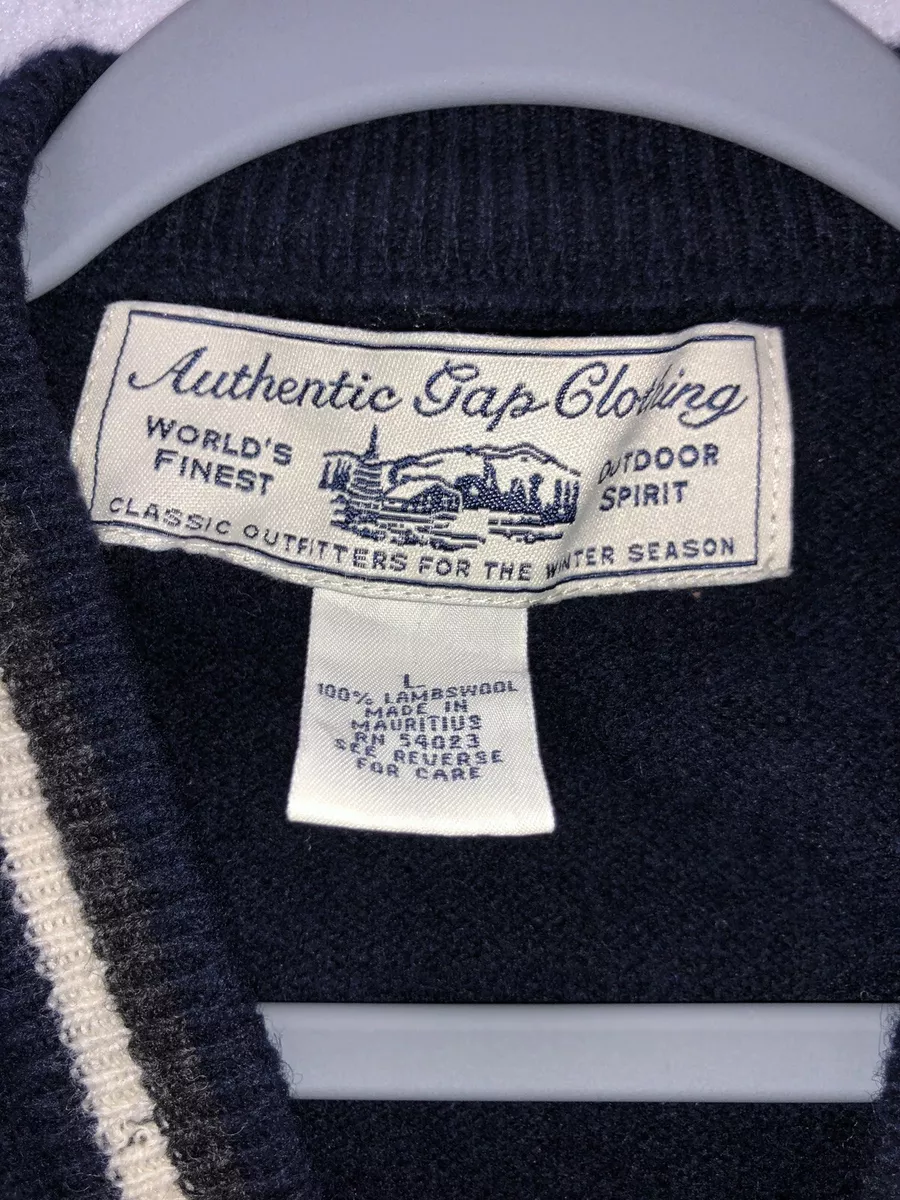 Authentic Gap Clothing
WORLD'S
FINEST
OUTDOOR
SPIRIT
CLASSIC OUTFITTERS FOR THE WINTER SEASON
L
100% LAMBSWOOL
MADE IN
MAURITIUS
RN 54023
SEE REVERSE
FOR CARE